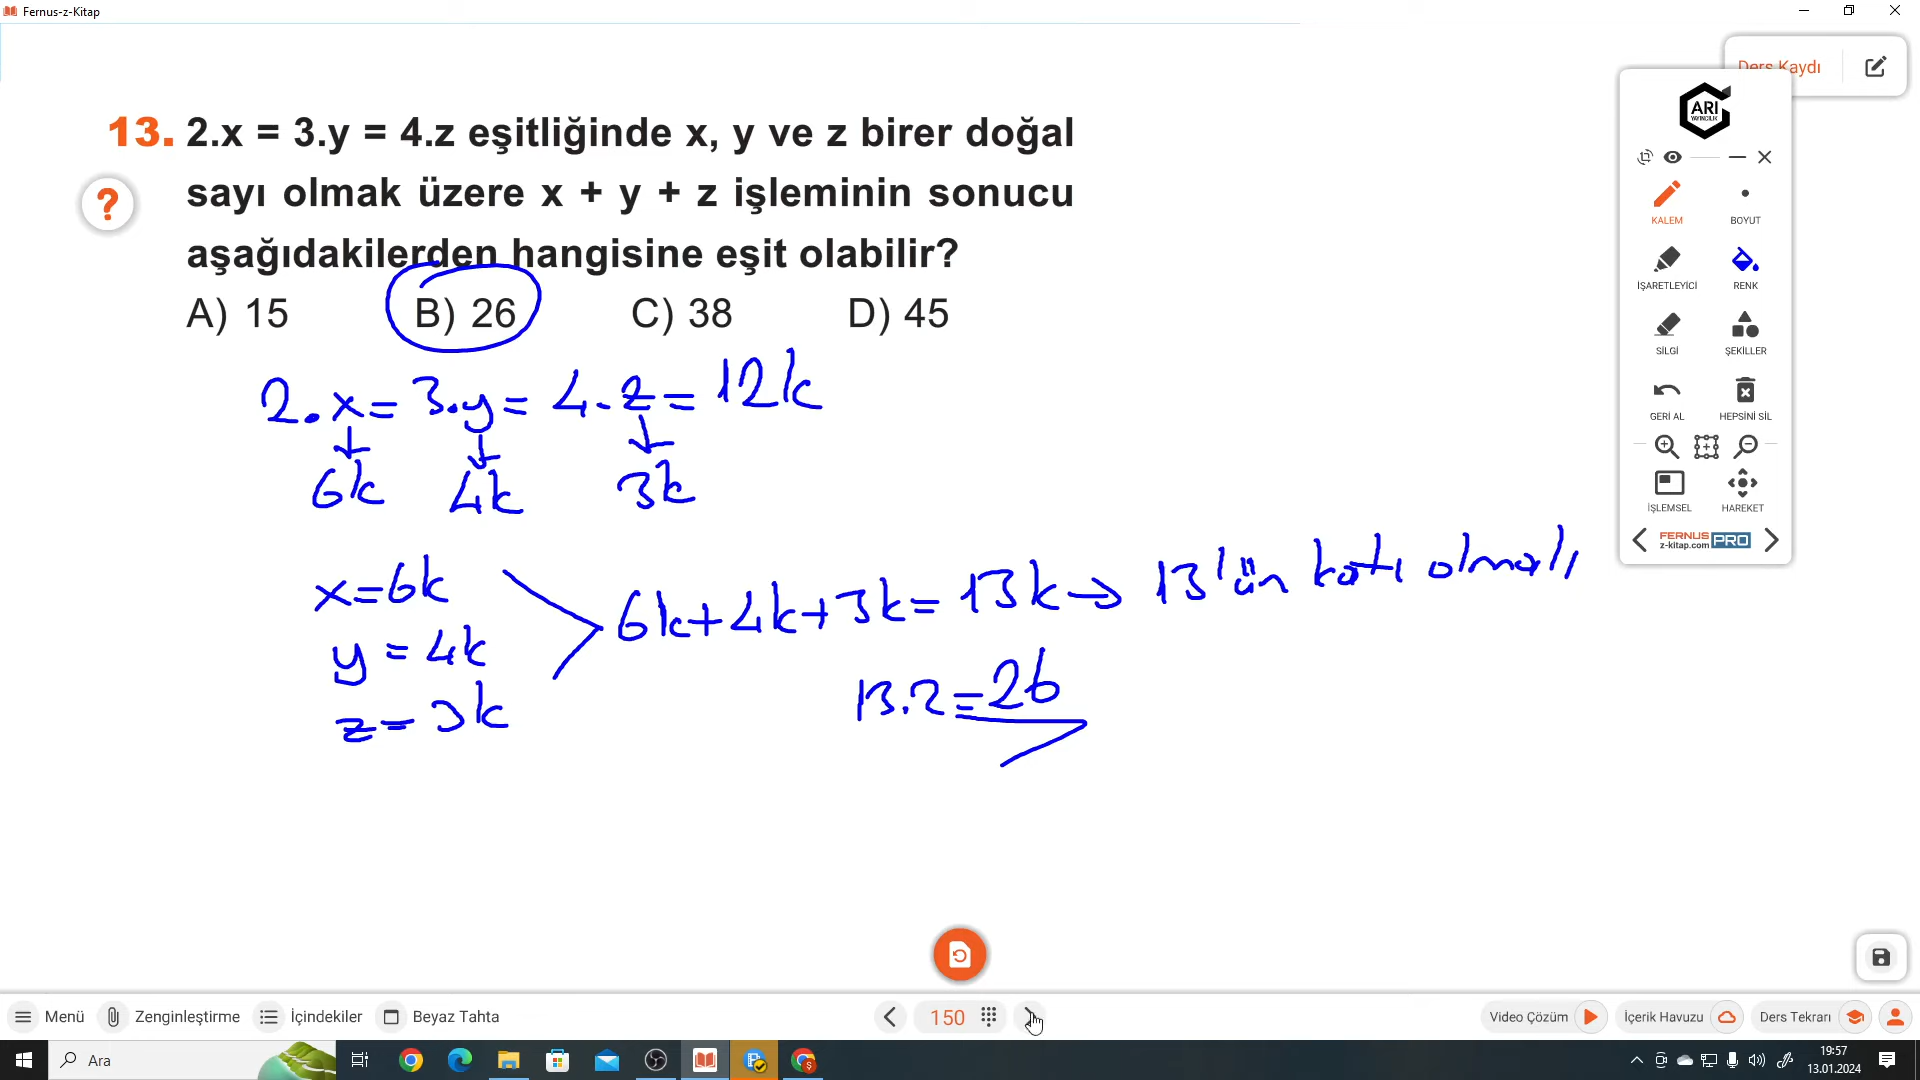 Fernus-z-Kitap
Ders Kaydı
ARI
YAYINCILIK
13. 2.x = 3.y = 4.z eşitliğinde x, y ve z birer doğal
sayı olmak üzere x + y + z işleminin sonucu
aşağıdakilerden hangisine eşit olabilir?
?
A) 15 B) 26 C) 38 D) 45
2.x = 3.y = 4.z = 12k
6k 4k 3k
x=6k
y = 4k
z = 3k
6k+4k+3k = 13k → 13'ün katı olmalı
13.2 = 26
KALEM BOYUT
İŞARETLEYİCİ RENK
SİLGİ ŞEKİLLER
GERİ AL HEPSİNİ SİL
İŞLEMSEL HAREKET
FERNUS
z-kitap.com PRO
Menü Zenginleştirme İçindekiler Beyaz Tahta 150 Video Çözüm İçerik Havuzu Ders Tekrarı
Ara
19:57
13.01.2024